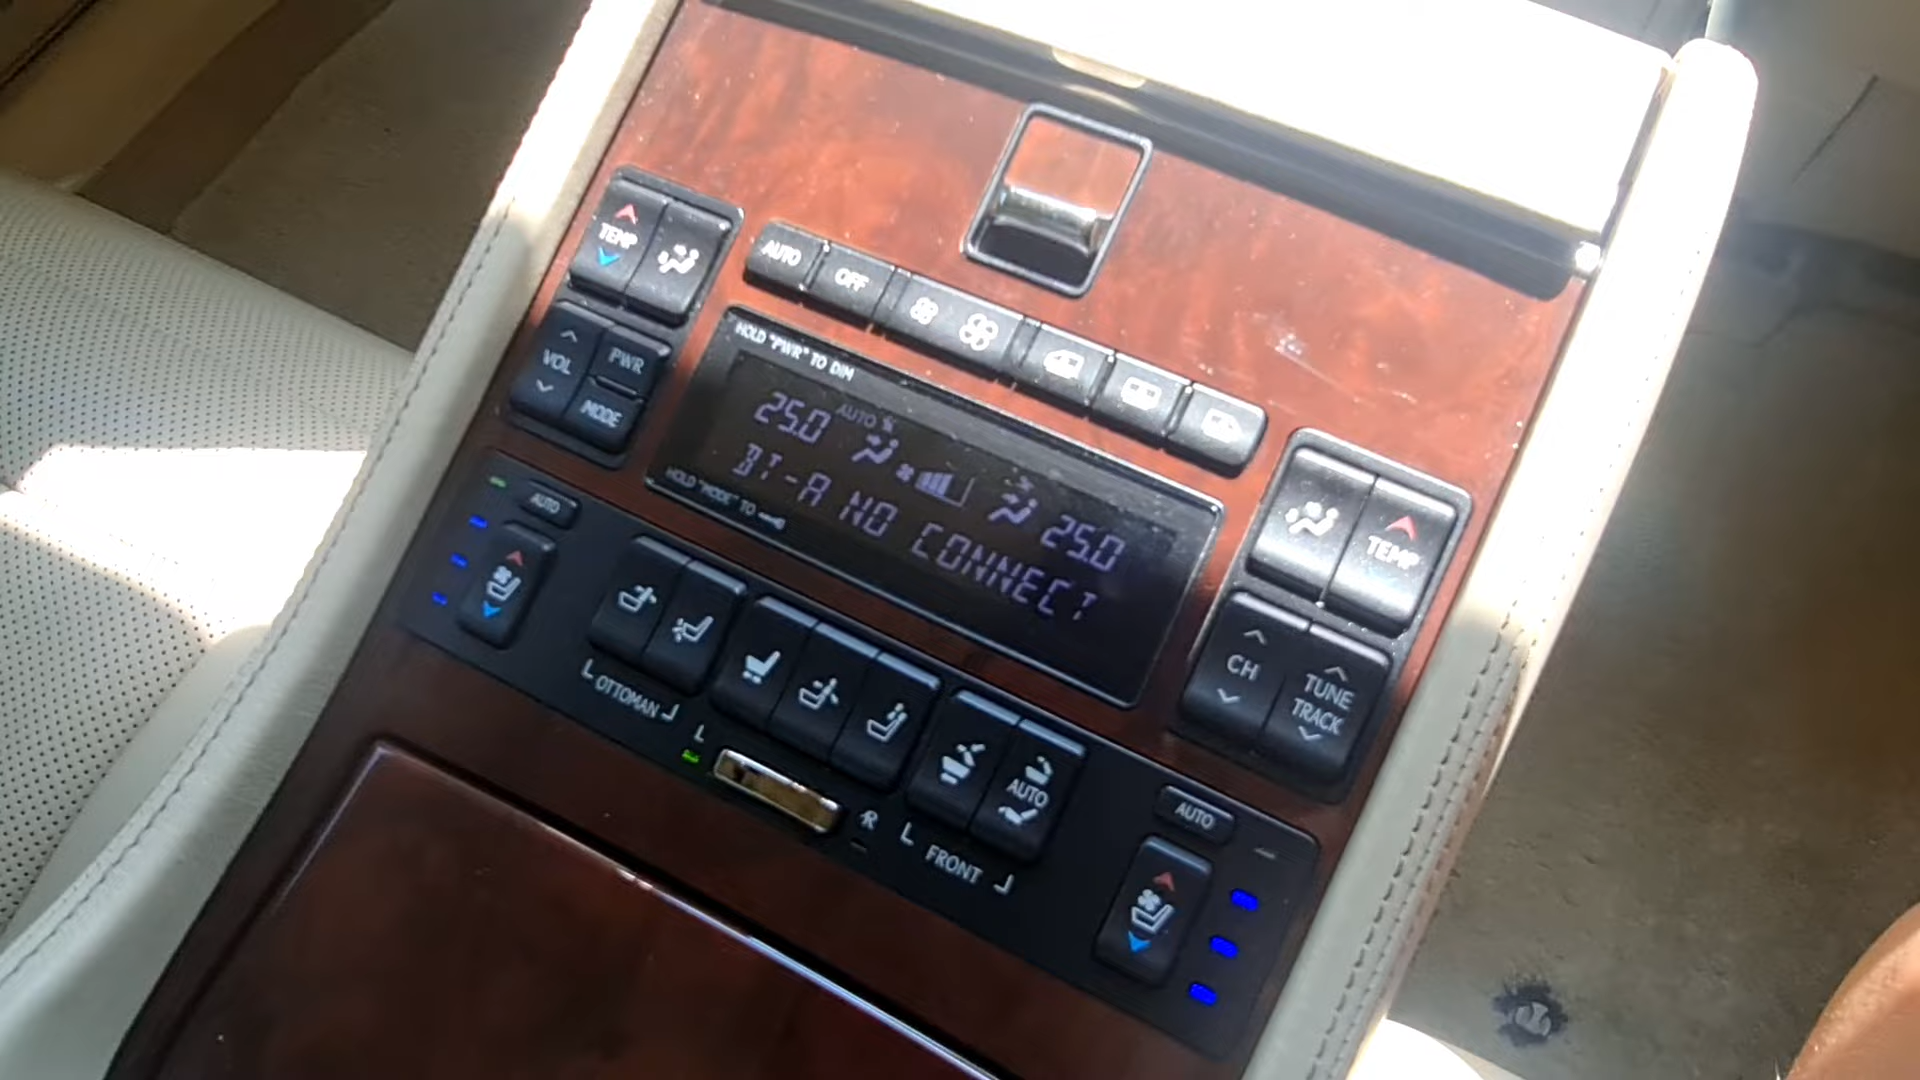 TEMP
AUTO
OFF
VOL
PWR
MODE
HOLD "PWR" TO DIM
25.0 AUTO 25.0
BT-A NO CONNECT
HOLD "MODE" TO
TEMP
CH
TUNE
TRACK
AUTO
OTTOMAN
L
R
AUTO
FRONT
AUTO